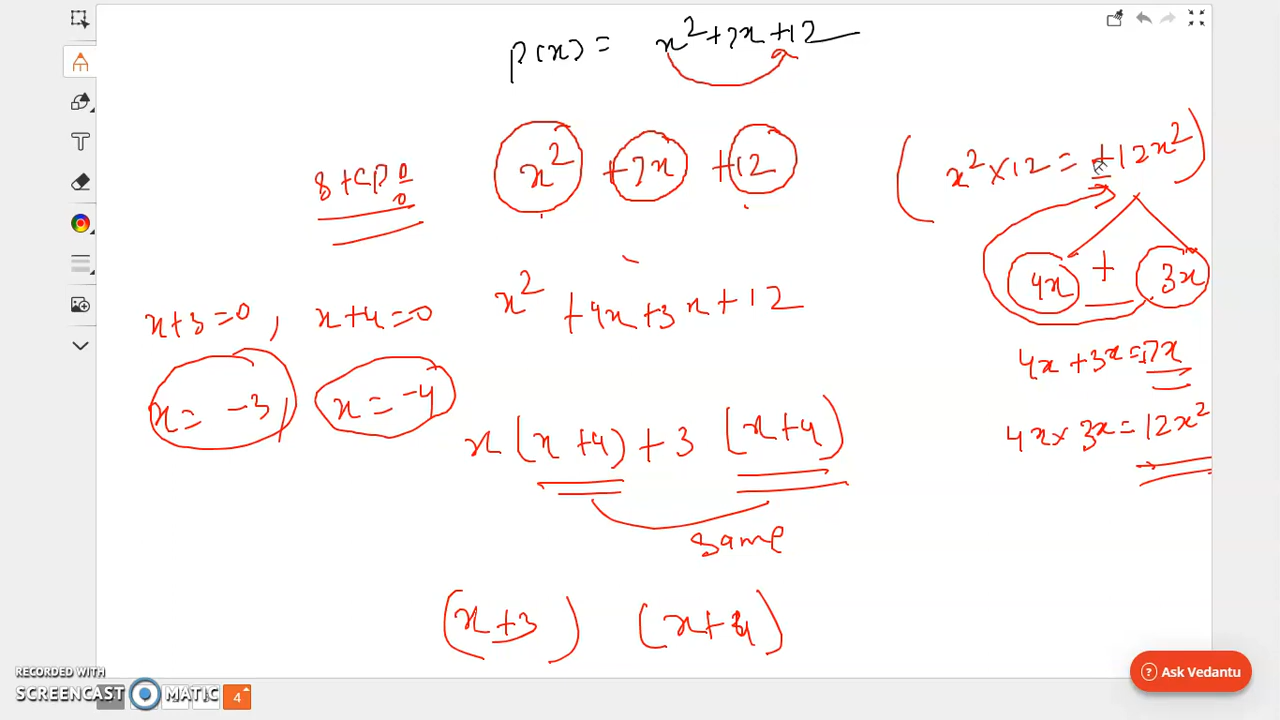 p(x) = x²+7x+12
x² +7x +12
(x²×12 = +12x²)
Step
4x + 3x
x² +4x+3x+12
x+3=0, x+4=0
4x+3x=7x
x= -3 x= -4
x(x+4)+3 (x+4)
4x×3x=12x²
same
(x+3) (x+4)
Ask Vedantu
RECORDED WITH
SCREENCAST MATIC
4